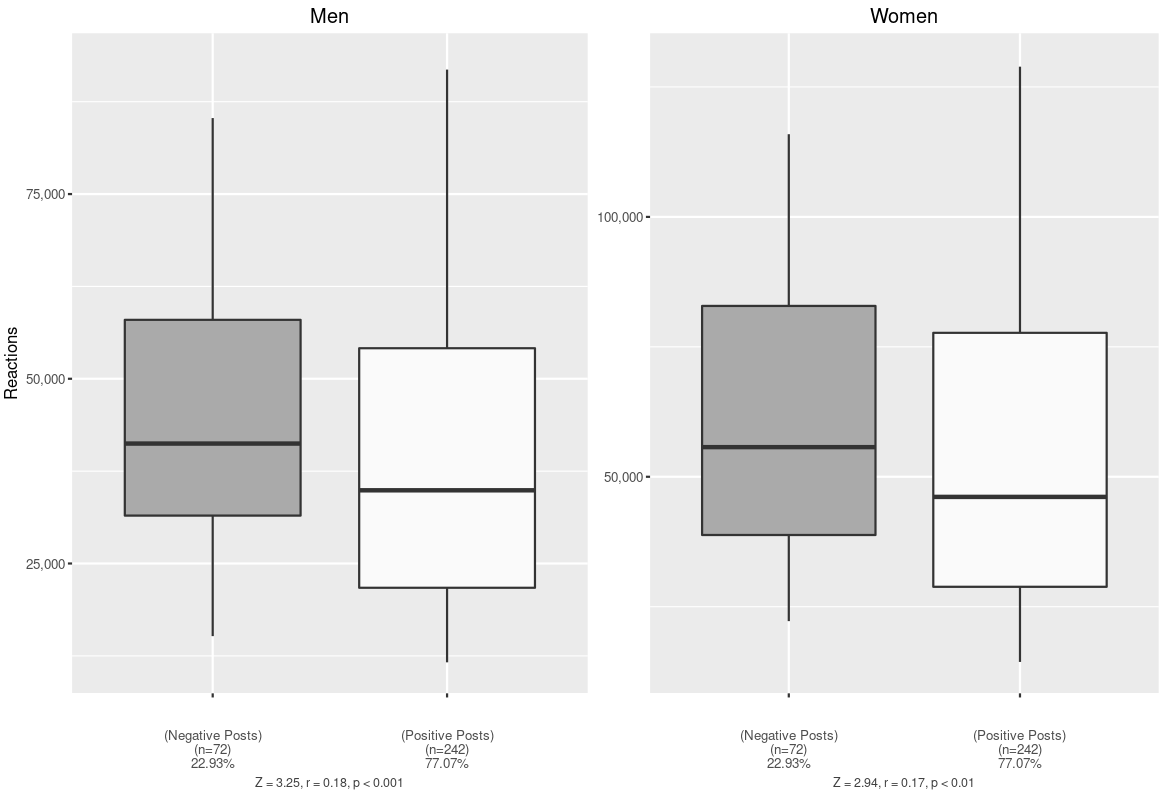 Men
Reactions
75,000
50,000
25,000
(Negative Posts)
(n=72)
22.93%
(Positive Posts)
(n=242)
77.07%
Z = 3.25, r = 0.18, p < 0.001
Women
100,000
50,000
(Negative Posts)
(n=72)
22.93%
(Positive Posts)
(n=242)
77.07%
Z = 2.94, r = 0.17, p < 0.01